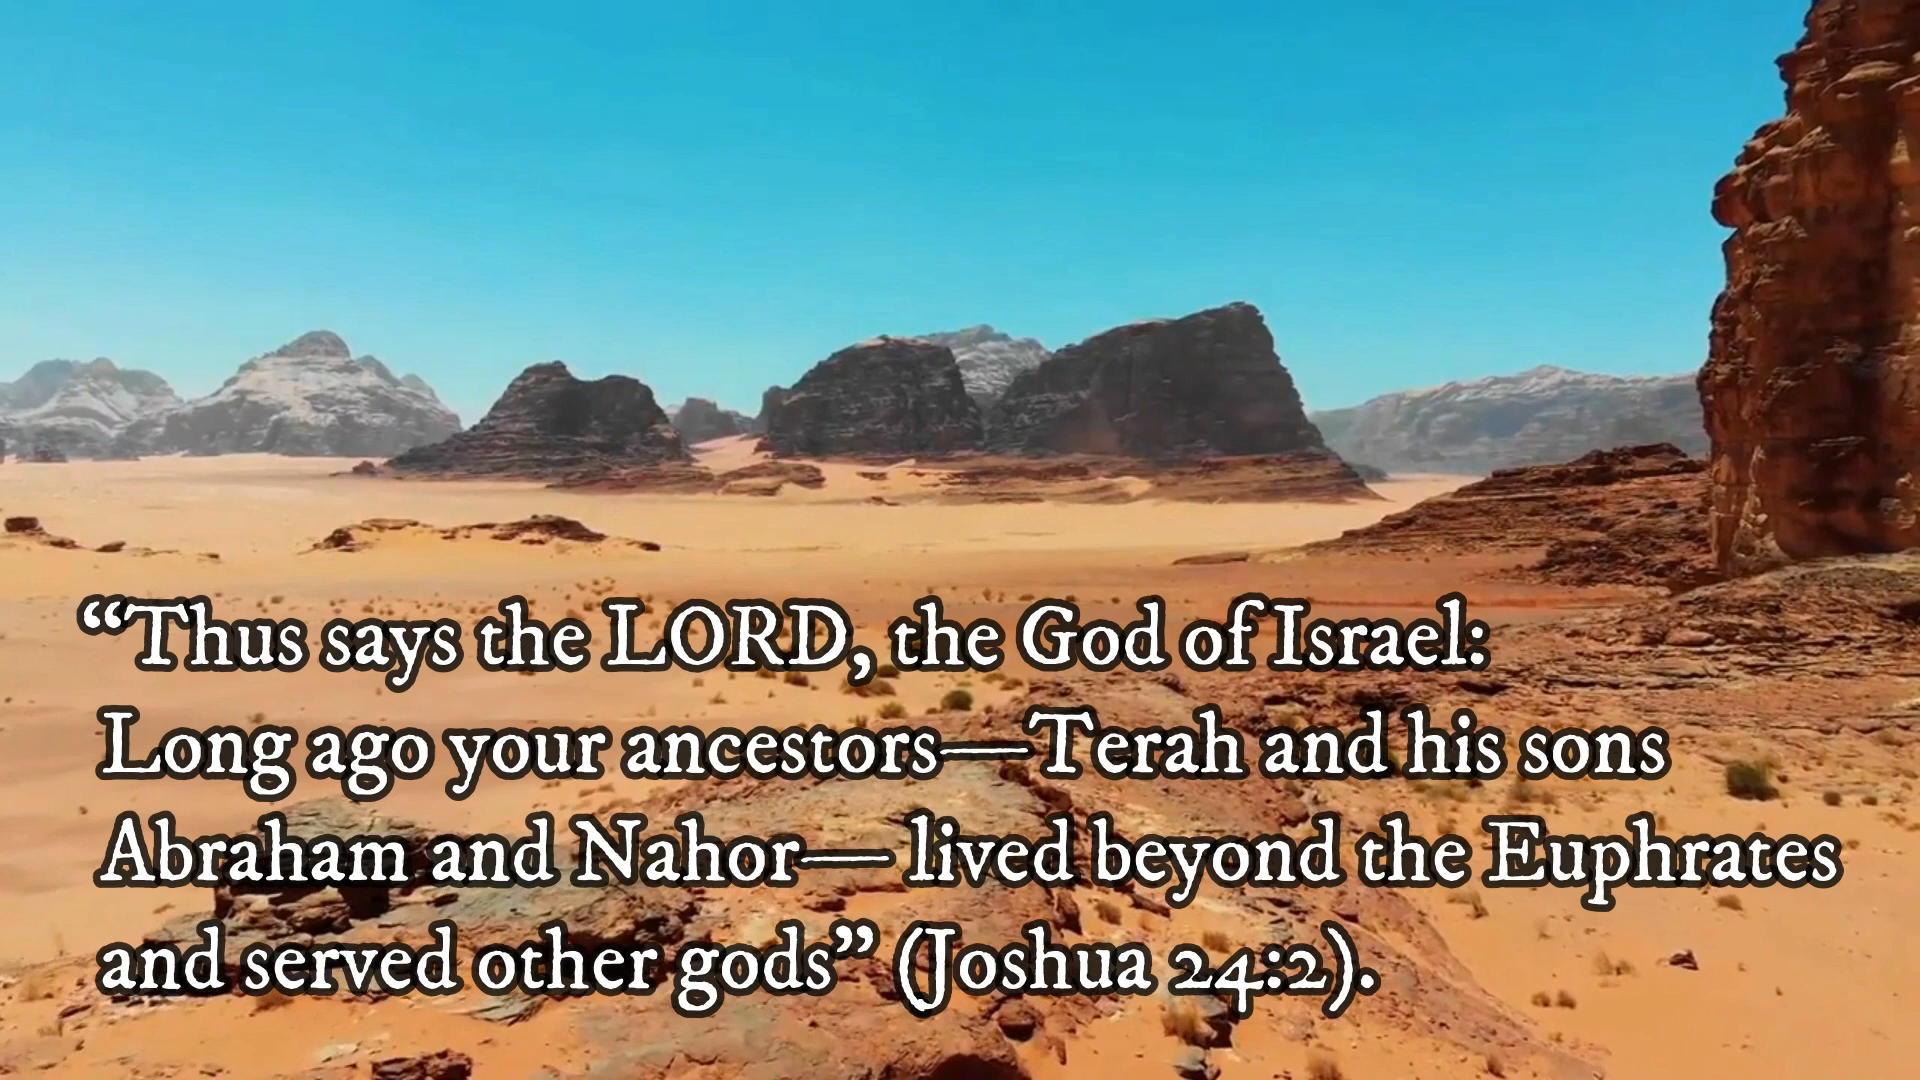 “Thus says the LORD, the God of Israel:
Long ago your ancestors—Terah and his sons
Abraham and Nahor— lived beyond the Euphrates
and served other gods” (Joshua 24:2).